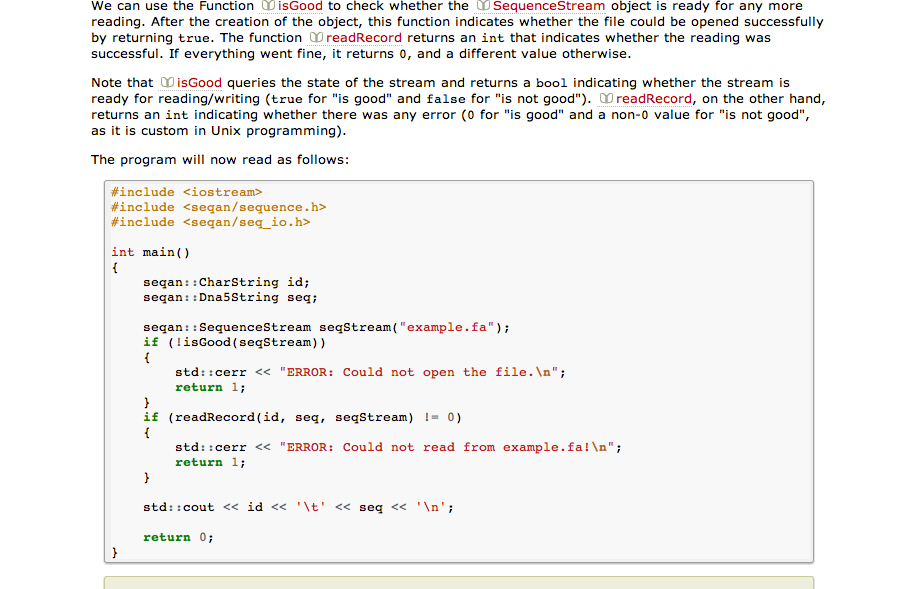 We can use the Function isGood to check whether the SequenceStream object is ready for any more
reading. After the creation of the object, this function indicates whether the file could be opened successfully
by returning true. The function readRecord returns an int that indicates whether the reading was
successful. If everything went fine, it returns 0, and a different value otherwise.
Note that isGood queries the state of the stream and returns a bool indicating whether the stream is
ready for reading/writing (true for "is good" and false for "is not good"). readRecord, on the other hand,
returns an int indicating whether there was any error (0 for "is good" and a non-0 value for "is not good",
as it is custom in Unix programming).
The program will now read as follows:
#include <iostream>
#include <seqan/sequence.h>
#include <seqan/seq_io.h>
int main()
{
    seqan::CharString id;
    seqan::Dna5String seq;
    seqan::SequenceStream seqStream("example.fa");
    if (!isGood(seqStream))
    {
        std::cerr << "ERROR: Could not open the file.\n";
        return 1;
    }
    if (readRecord(id, seq, seqStream) != 0)
    {
        std::cerr << "ERROR: Could not read from example.fa!\n";
        return 1;
    }
    std::cout << id << '\t' << seq << '\n';
    return 0;
}